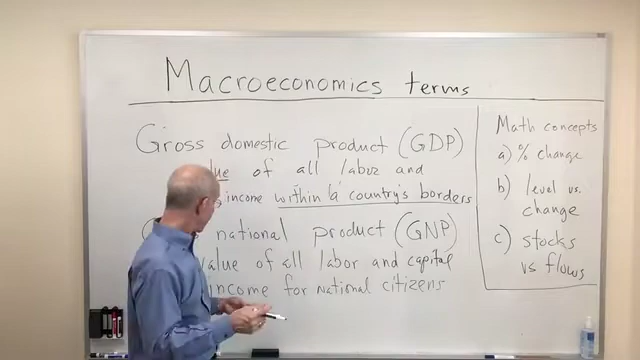 Macroeconomics terms
Gross domestic product (GDP)
of all labor and
income within a country's borders
national product (GNP)
value of all labor and capital
income for national citizens
Math concepts
a) % change
b) level vs.
change
c) stocks
vs flows